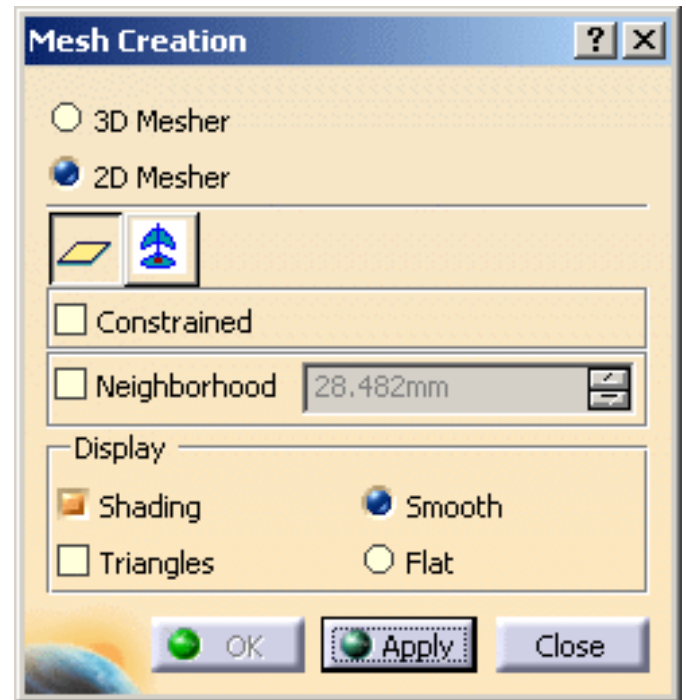 Mesh Creation
3D Mesher
2D Mesher
Constrained
Neighborhood 28.482mm
Display
Shading Smooth
Triangles Flat
OK Apply Close